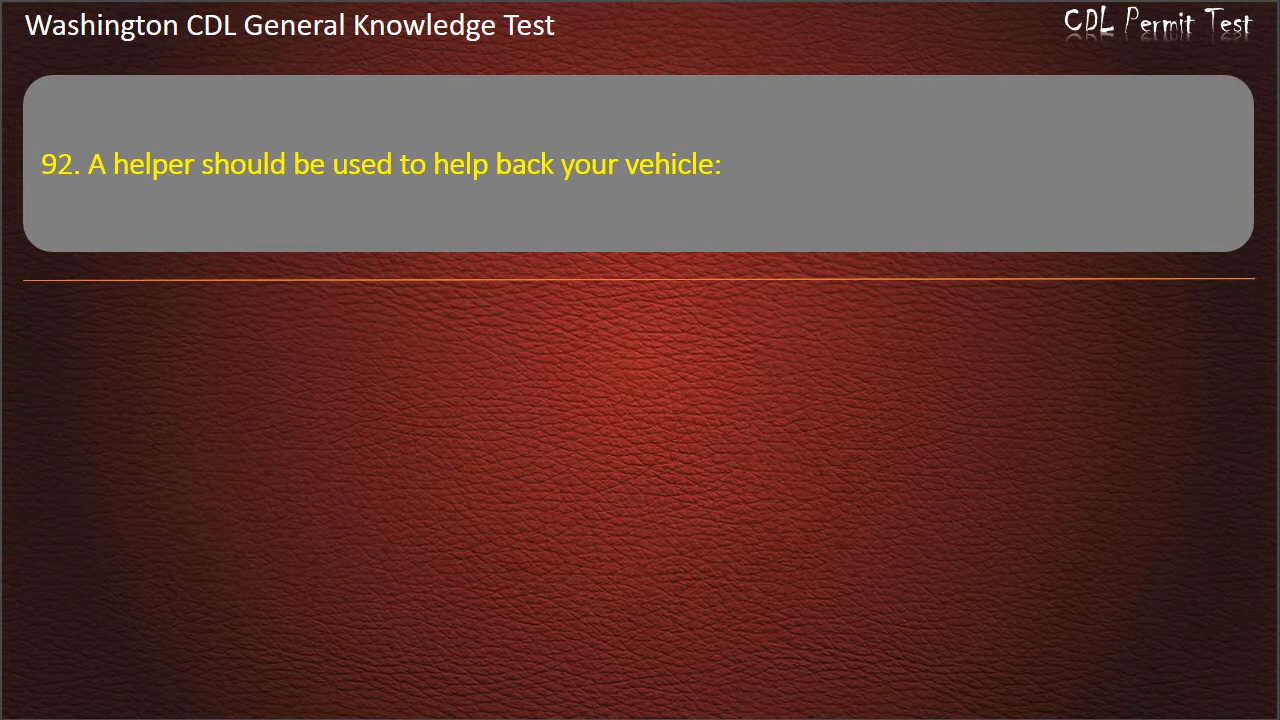 Washington CDL General Knowledge Test
CDL Permit Test
92. A helper should be used to help back your vehicle: